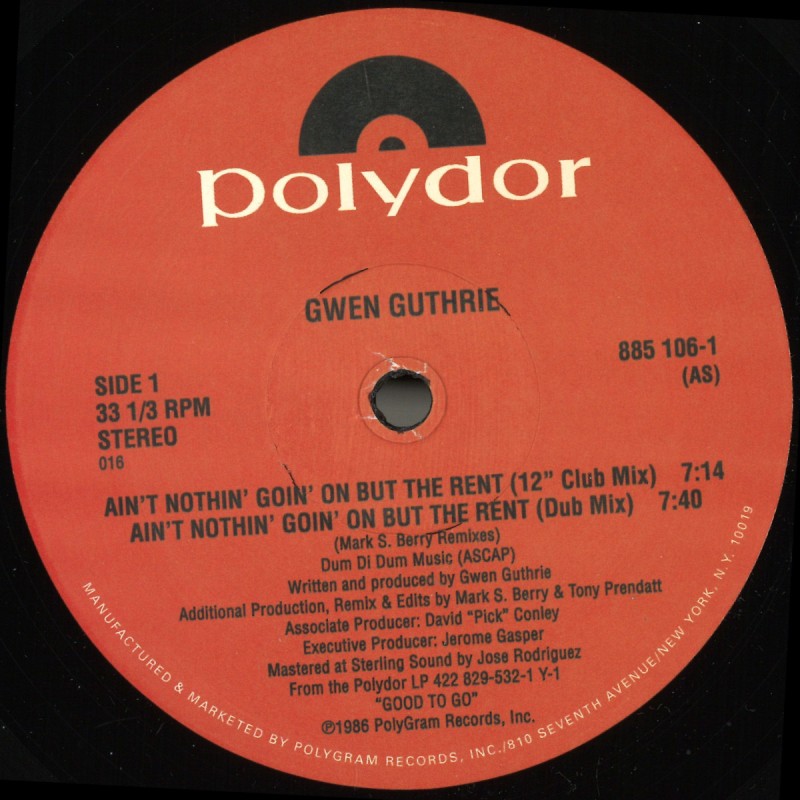 polydor
GWEN GUTHRIE
SIDE 1
33 1/3 RPM
STEREO
016
885 106-1
(AS)
AIN'T NOTHIN' GOIN' ON BUT THE RENT (12" Club Mix) 7:14
AIN'T NOTHIN' GOIN' ON BUT THE RENT (Dub Mix) 7:40
(Mark S. Berry Remixes)
Dum Di Dum Music (ASCAP)
Written and produced by Gwen Guthrie
Additional Production, Remix & Edits by Mark S. Berry & Tony Prendatt
Associate Producer: David "Pick" Conley
Executive Producer: Jerome Gasper
Mastered at Sterling Sound by Jose Rodriguez
From the Polydor LP 422 829-532-1 Y-1
"GOOD TO GO"
℗1986 PolyGram Records, Inc.
MANUFACTURED & MARKETED BY POLYGRAM RECORDS, INC./810 SEVENTH AVENUE/NEW YORK, N.Y. 10019